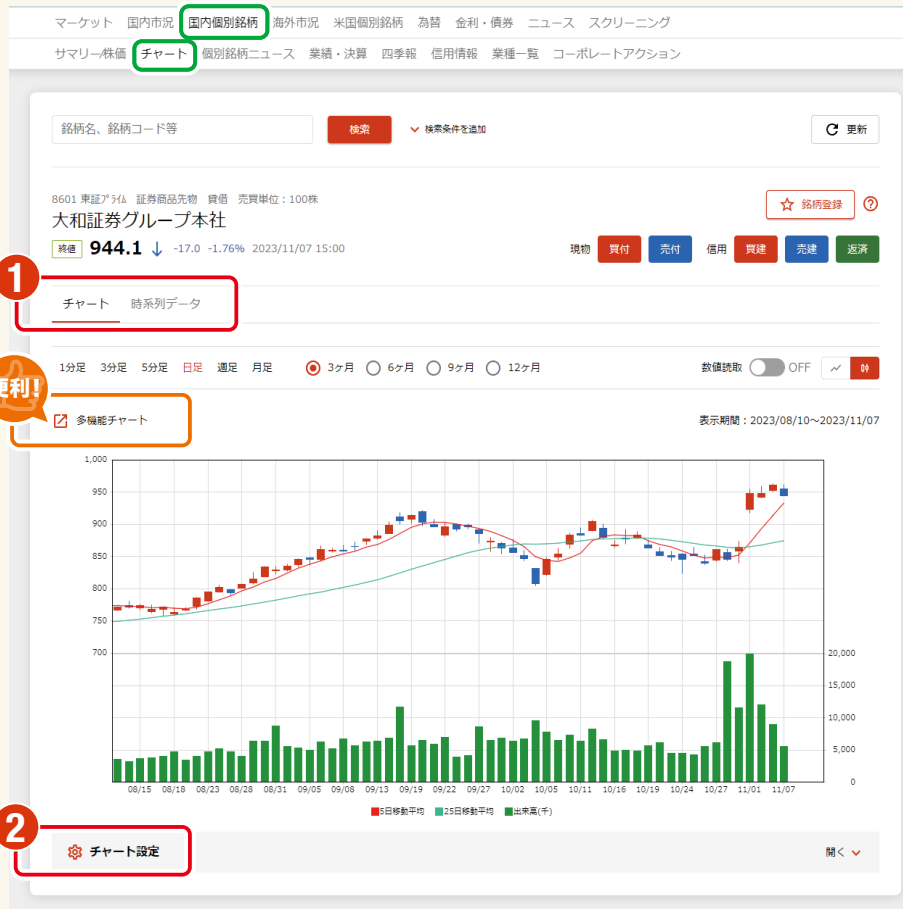 マーケット 国内市況 国内個別銘柄 海外市況 米国個別銘柄 為替 金利・債券 ニュース スクリーニング
サマリー/株価 チャート 個別銘柄ニュース 業績・決算 四季報 信用情報 業種一覧 コーポレートアクション
銘柄名、銘柄コード等 検索 検索条件を追加 更新
8601 東証プライム 証券商品先物 貸借 売買単位：100株
大和証券グループ本社 銘柄登録 ?
終値 944.1 ↓ -17.0 -1.76% 2023/11/07 15:00 現物 買付 売付 信用 買建 売建 返済
1
チャート 時系列データ
1分足 3分足 5分足 日足 週足 月足 3ヶ月 6ヶ月 9ヶ月 12ヶ月 数値読取 OFF
便利!
多機能チャート 表示期間：2023/08/10～2023/11/07
1,000
950
900
850
800
750
700 20,000
15,000
10,000
5,000
0
08/15 08/18 08/23 08/28 08/31 09/05 09/08 09/13 09/19 09/22 09/27 10/02 10/05 10/11 10/16 10/19 10/24 10/27 11/01 11/07
5日移動平均 25日移動平均 出来高(千)
2
チャート設定 開く